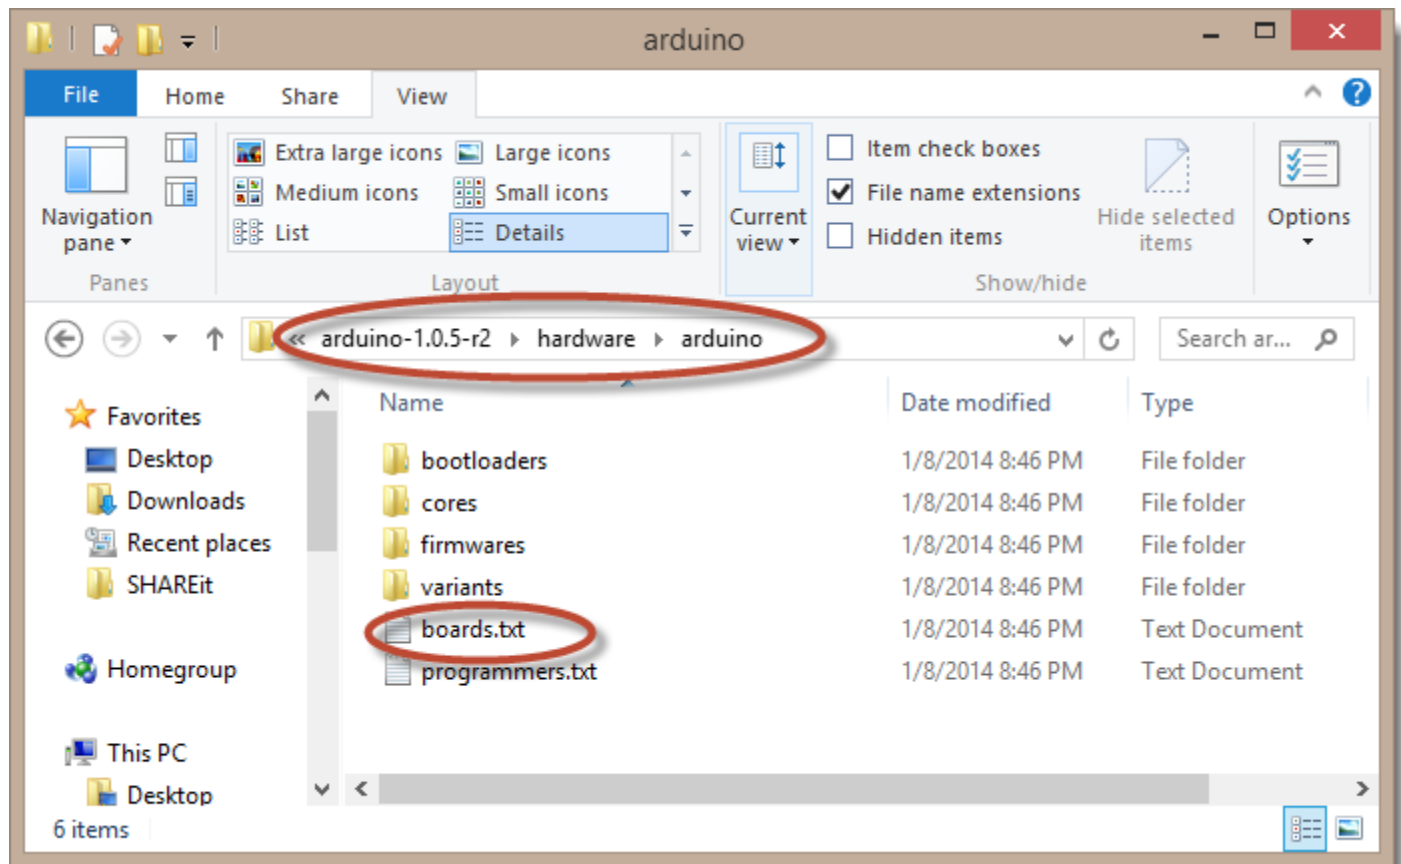 arduino
File Home Share View
Extra large icons Large icons
Medium icons Small icons
List Details
Navigation pane
Panes
Layout
Current view
Item check boxes
File name extensions
Hidden items
Hide selected items
Show/hide
Options
« arduino-1.0.5-r2 hardware arduino
Search ar...
Favorites
Desktop
Downloads
Recent places
SHAREit
Homegroup
This PC
Desktop
Name Date modified Type
bootloaders 1/8/2014 8:46 PM File folder
cores 1/8/2014 8:46 PM File folder
firmwares 1/8/2014 8:46 PM File folder
variants 1/8/2014 8:46 PM File folder
boards.txt 1/8/2014 8:46 PM Text Document
programmers.txt 1/8/2014 8:46 PM Text Document
6 items